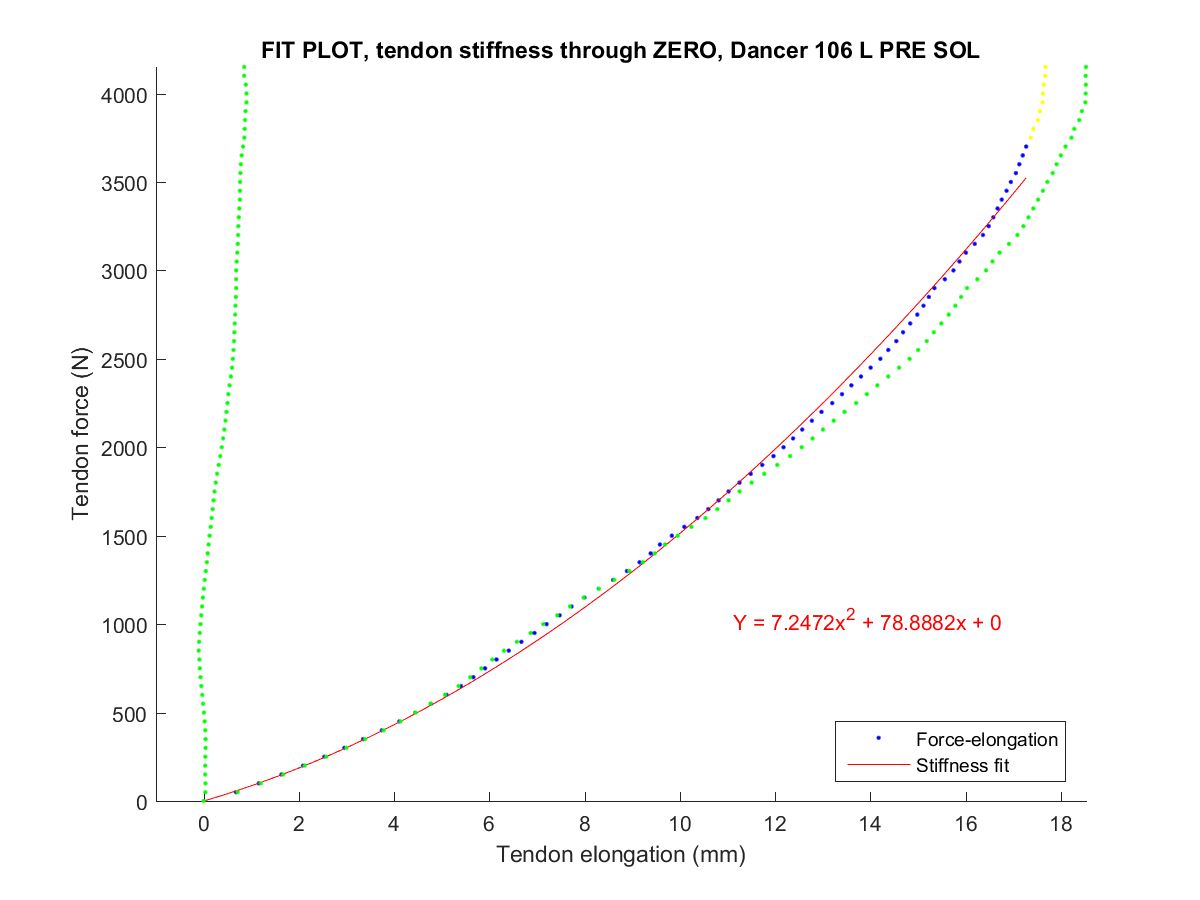 FIT PLOT, tendon stiffness through ZERO, Dancer 106 L PRE SOL
4000
3500
3000
2500
2000
1500
1000
500
0
Tendon force (N)
Y = 7.2472x² + 78.8882x + 0
Force-elongation
Stiffness fit
0 2 4 6 8 10 12 14 16 18
Tendon elongation (mm)